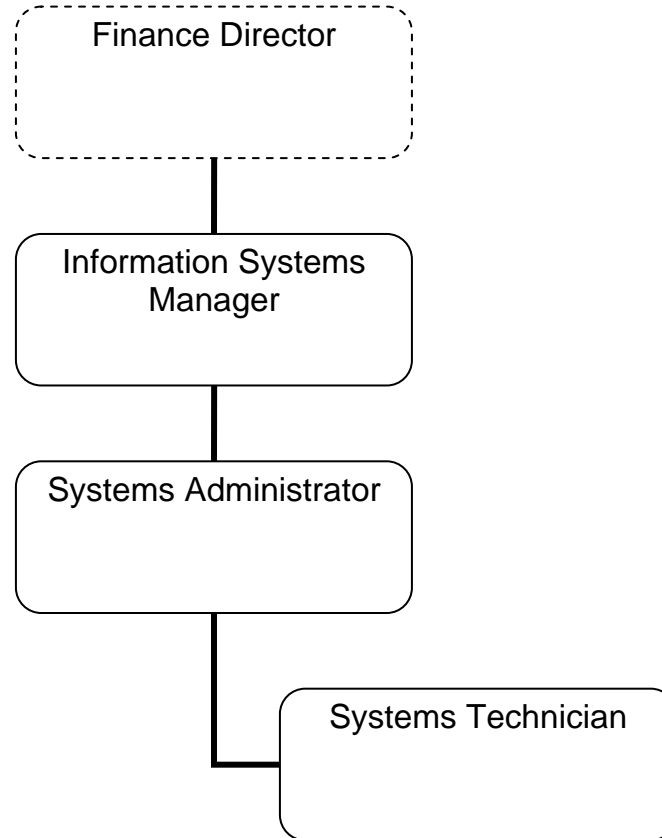 Finance Director
Information Systems
Manager
Systems Administrator
Systems Technician